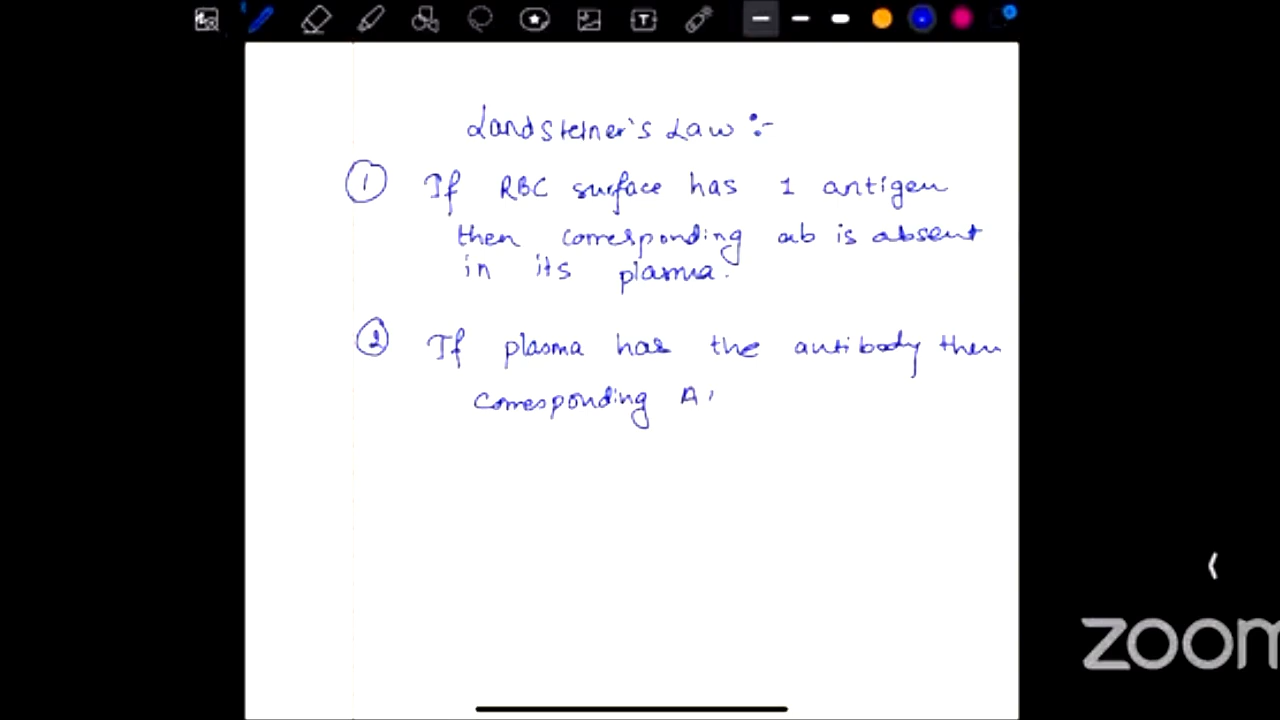 Landsteiner's Law :-
① If RBC surface has 1 antigen
then corresponding ab is absent
in its plasma.
② If plasma has the antibody then
corresponding A
zoom